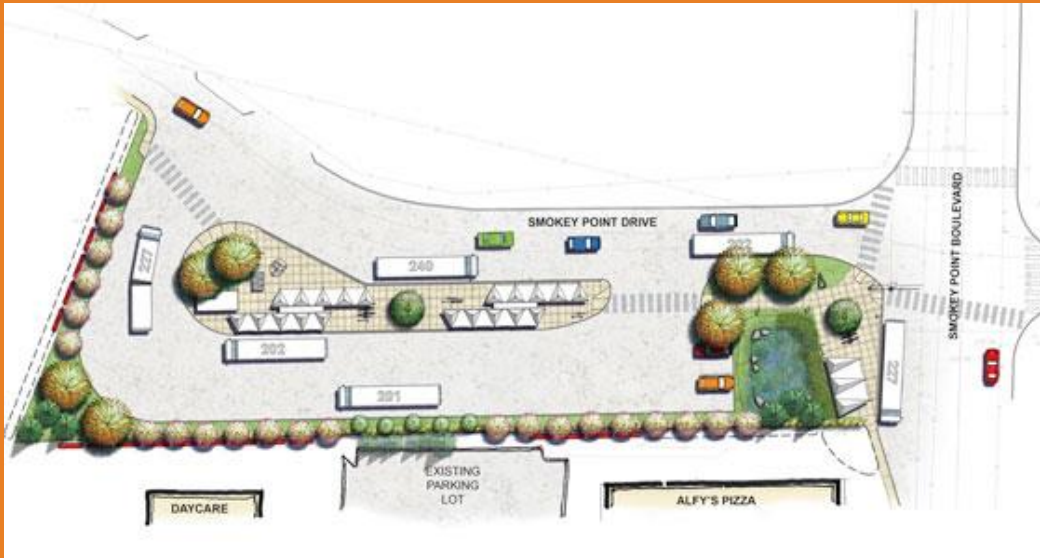 SMOKEY POINT DRIVE
SMOKEY POINT BOULEVARD
227
240
202
202
201
227
EXISTING
PARKING
LOT
DAYCARE
ALFY'S PIZZA